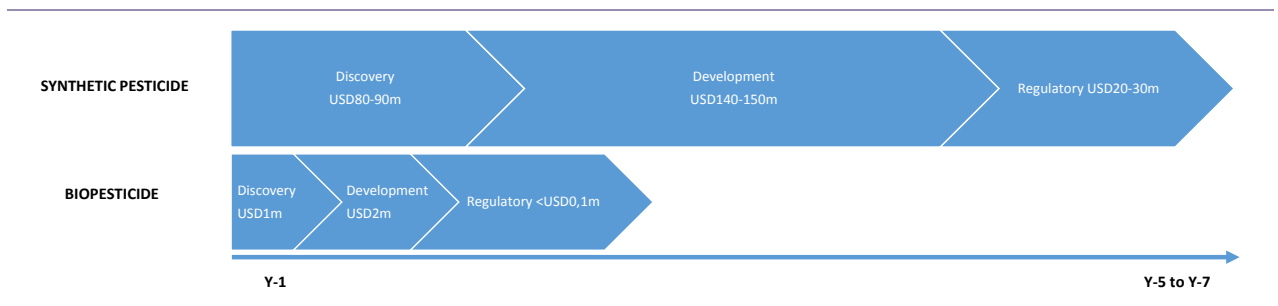 SYNTHETIC PESTICIDE
Discovery
USD80-90m
Development
USD140-150m
Regulatory USD20-30m
BIOPESTICIDE
Discovery
USD1m
Development
USD2m
Regulatory <USD0,1m
Y-1
Y-5 to Y-7